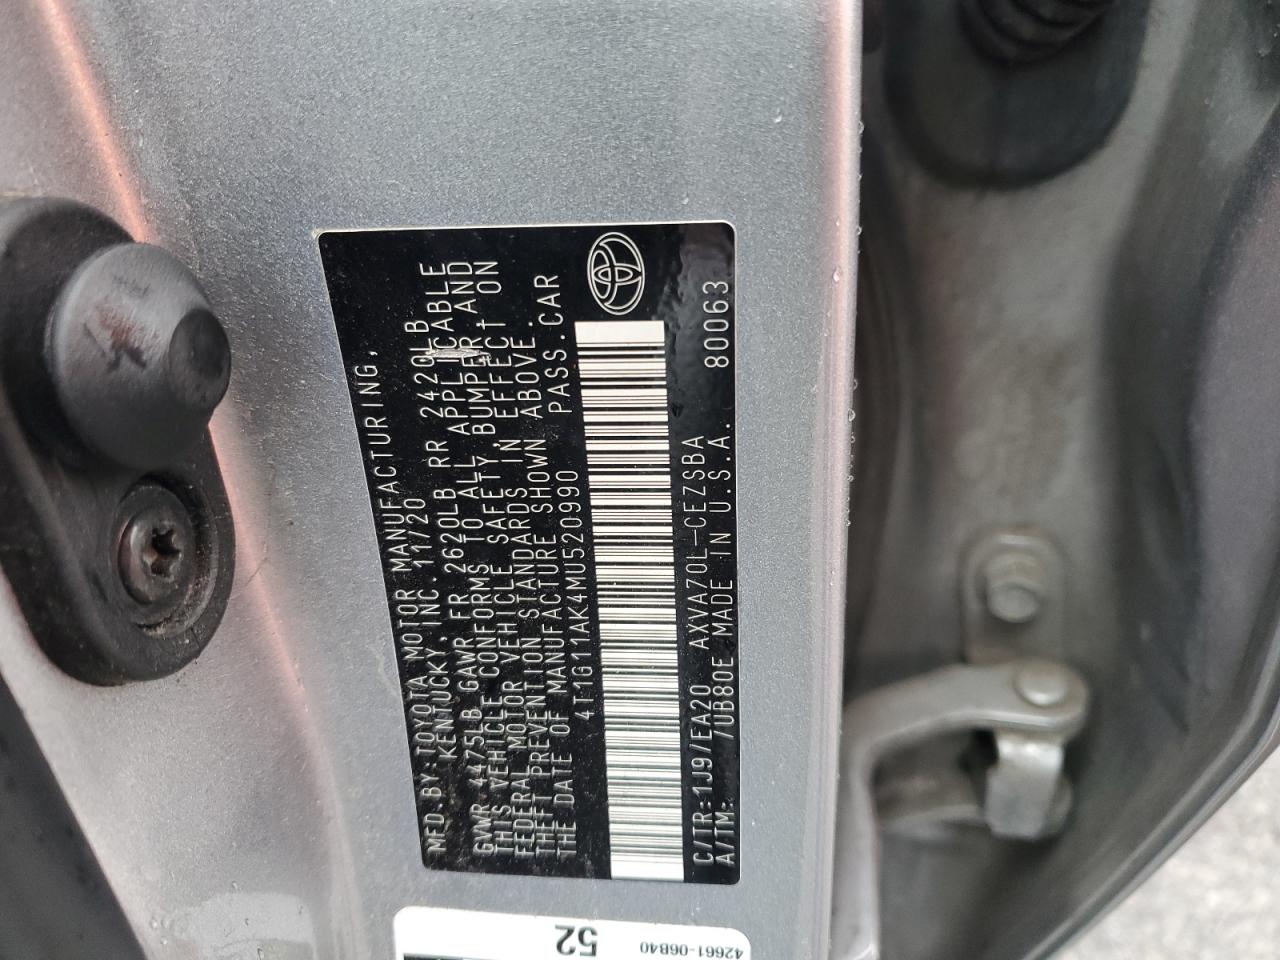 MFD.BY:TOYOTA MOTOR MANUFACTURING,
KENTUCKY, INC. 11/20
GVWR 4475LB GAWR FR 2620LB RR 2420LB
THIS VEHICLE CONFORMS TO ALL APPLICABLE
FEDERAL MOTOR VEHICLE SAFETY, BUMPER, AND
THEFT PREVENTION STANDARDS IN EFFECT ON
THE DATE OF MANUFACTURE SHOWN ABOVE.
4T1G11AK4MU520990 PASS.CAR
C/TR:1J9/EA20 AXVA70L-CEZSBA
A/TM: /UB80E MADE IN U.S.A. 80063
52
42661-06B40